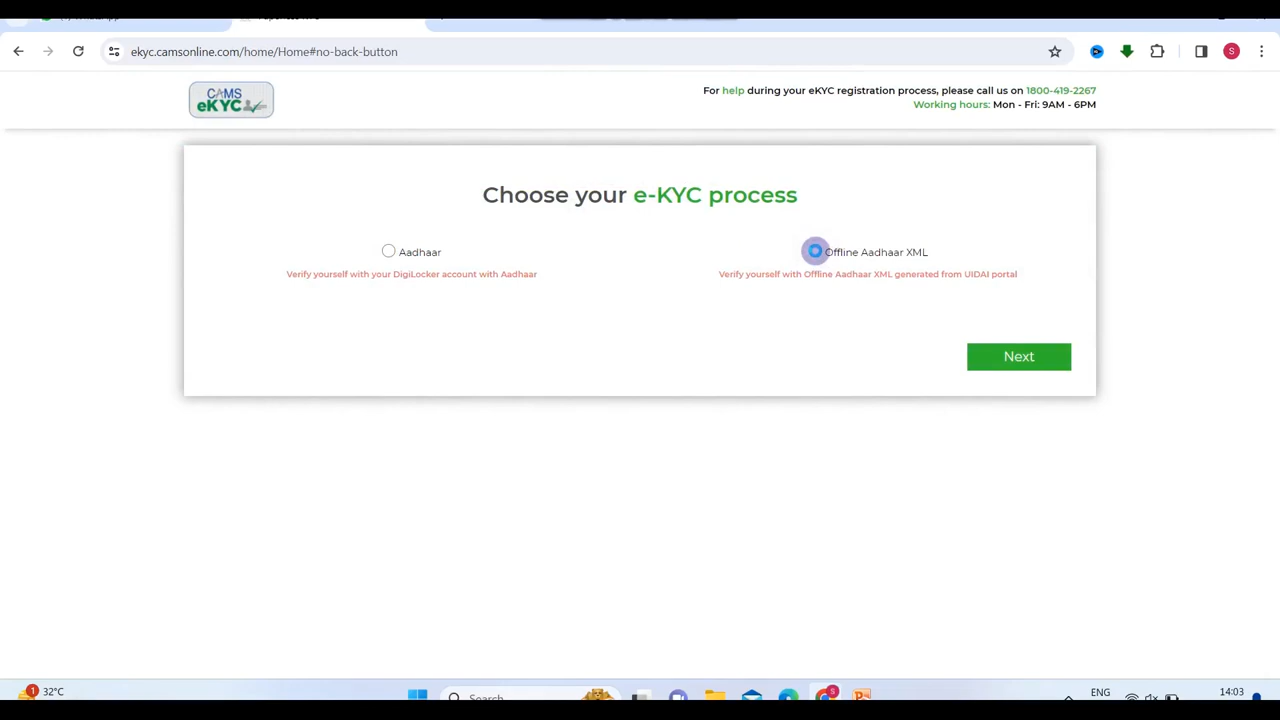 ekyc.camsonline.com/home/Home#no-back-button
S
CAMS
eKYC
For help during your eKYC registration process, please call us on 1800-419-2267
Working hours: Mon - Fri: 9AM - 6PM
Choose your e-KYC process
Aadhaar
Offline Aadhaar XML
Verify yourself with your DigiLocker account with Aadhaar
Verify yourself with Offline Aadhaar XML generated from UIDAI portal
Next
1
32°C
Search
S
ENG
14:03